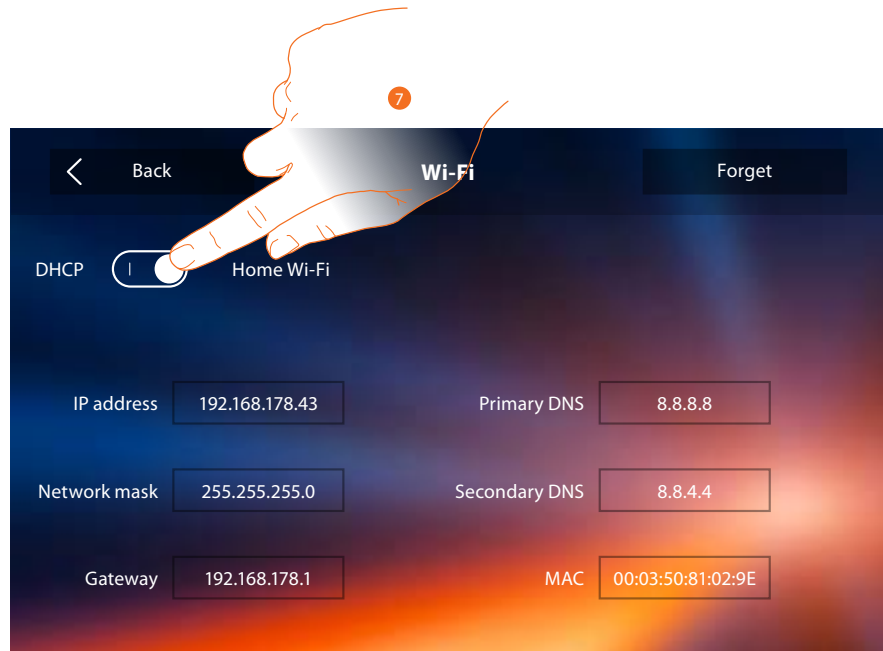 7
Back
Wi-Fi
Forget
DHCP
I
Home Wi-Fi
IP address
192.168.178.43
Primary DNS
8.8.8.8
Network mask
255.255.255.0
Secondary DNS
8.8.4.4
Gateway
192.168.178.1
MAC
00:03:50:81:02:9E